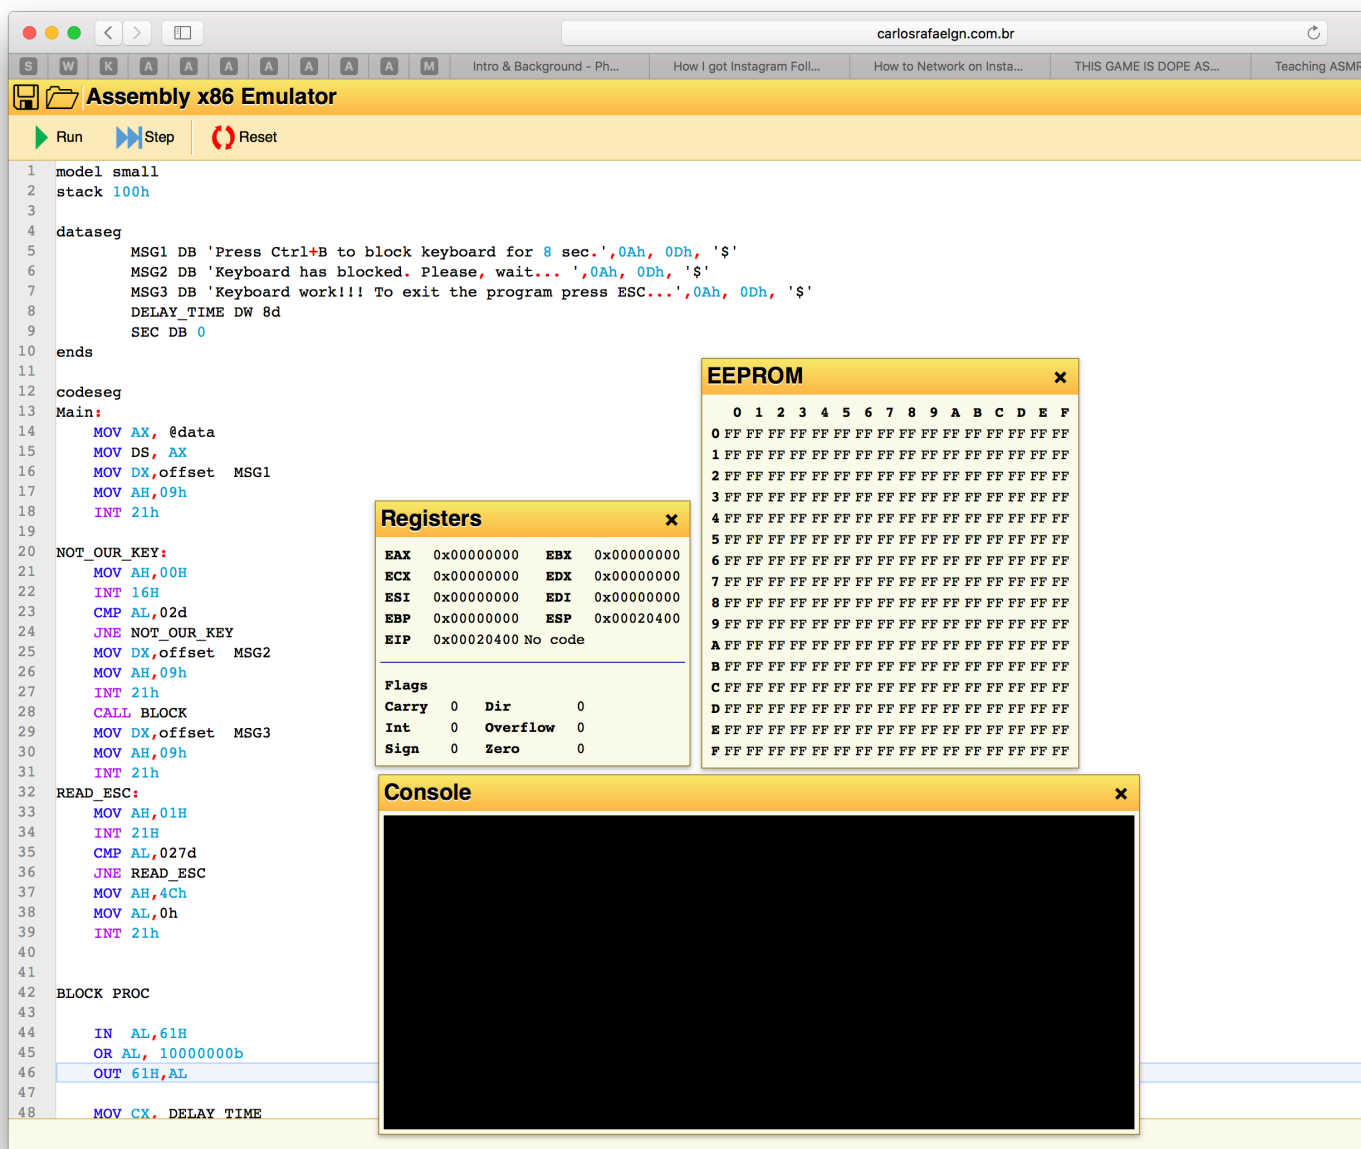 carlosrafaelgn.com.br
S W K A A A A A A A M Intro & Background - Ph... How I got Instagram Foll... How to Network on Insta... THIS GAME IS DOPE AS... Teaching ASMR
Assembly x86 Emulator
Run Step Reset
1 model small
2 stack 100h
3
4 dataseg
5 MSG1 DB 'Press Ctrl+B to block keyboard for 8 sec.',0Ah, 0Dh, '$'
6 MSG2 DB 'Keyboard has blocked. Please, wait... ',0Ah, 0Dh, '$'
7 MSG3 DB 'Keyboard work!!! To exit the program press ESC...',0Ah, 0Dh, '$'
8 DELAY_TIME DW 8d
9 SEC DB 0
10 ends
11
12 codeseg
13 Main:
14 MOV AX, @data
15 MOV DS, AX
16 MOV DX,offset  MSG1
17 MOV AH,09h
18 INT 21h
19
20 NOT_OUR_KEY:
21 MOV AH,00H
22 INT 16H
23 CMP AL,02d
24 JNE NOT_OUR_KEY
25 MOV DX,offset  MSG2
26 MOV AH,09h
27 INT 21h
28 CALL BLOCK
29 MOV DX,offset  MSG3
30 MOV AH,09h
31 INT 21h
32 READ_ESC:
33 MOV AH,01H
34 INT 21H
35 CMP AL,027d
36 JNE READ_ESC
37 MOV AH,4Ch
38 MOV AL,0h
39 INT 21h
40
41
42 BLOCK PROC
43
44 IN  AL,61H
45 OR AL, 10000000b
46 OUT 61H,AL
47
48 MOV CX, DELAY_TIME
Registers ×
EAX 0x00000000 EBX 0x00000000
ECX 0x00000000 EDX 0x00000000
ESI 0x00000000 EDI 0x00000000
EBP 0x00000000 ESP 0x00020400
EIP 0x00020400 No code
Flags
Carry 0 Dir 0
Int 0 Overflow 0
Sign 0 Zero 0
EEPROM ×
0 1 2 3 4 5 6 7 8 9 A B C D E F
0 FF FF FF FF FF FF FF FF FF FF FF FF FF FF FF FF
1 FF FF FF FF FF FF FF FF FF FF FF FF FF FF FF FF
2 FF FF FF FF FF FF FF FF FF FF FF FF FF FF FF FF
3 FF FF FF FF FF FF FF FF FF FF FF FF FF FF FF FF
4 FF FF FF FF FF FF FF FF FF FF FF FF FF FF FF FF
5 FF FF FF FF FF FF FF FF FF FF FF FF FF FF FF FF
6 FF FF FF FF FF FF FF FF FF FF FF FF FF FF FF FF
7 FF FF FF FF FF FF FF FF FF FF FF FF FF FF FF FF
8 FF FF FF FF FF FF FF FF FF FF FF FF FF FF FF FF
9 FF FF FF FF FF FF FF FF FF FF FF FF FF FF FF FF
A FF FF FF FF FF FF FF FF FF FF FF FF FF FF FF FF
B FF FF FF FF FF FF FF FF FF FF FF FF FF FF FF FF
C FF FF FF FF FF FF FF FF FF FF FF FF FF FF FF FF
D FF FF FF FF FF FF FF FF FF FF FF FF FF FF FF FF
E FF FF FF FF FF FF FF FF FF FF FF FF FF FF FF FF
F FF FF FF FF FF FF FF FF FF FF FF FF FF FF FF FF
Console ×